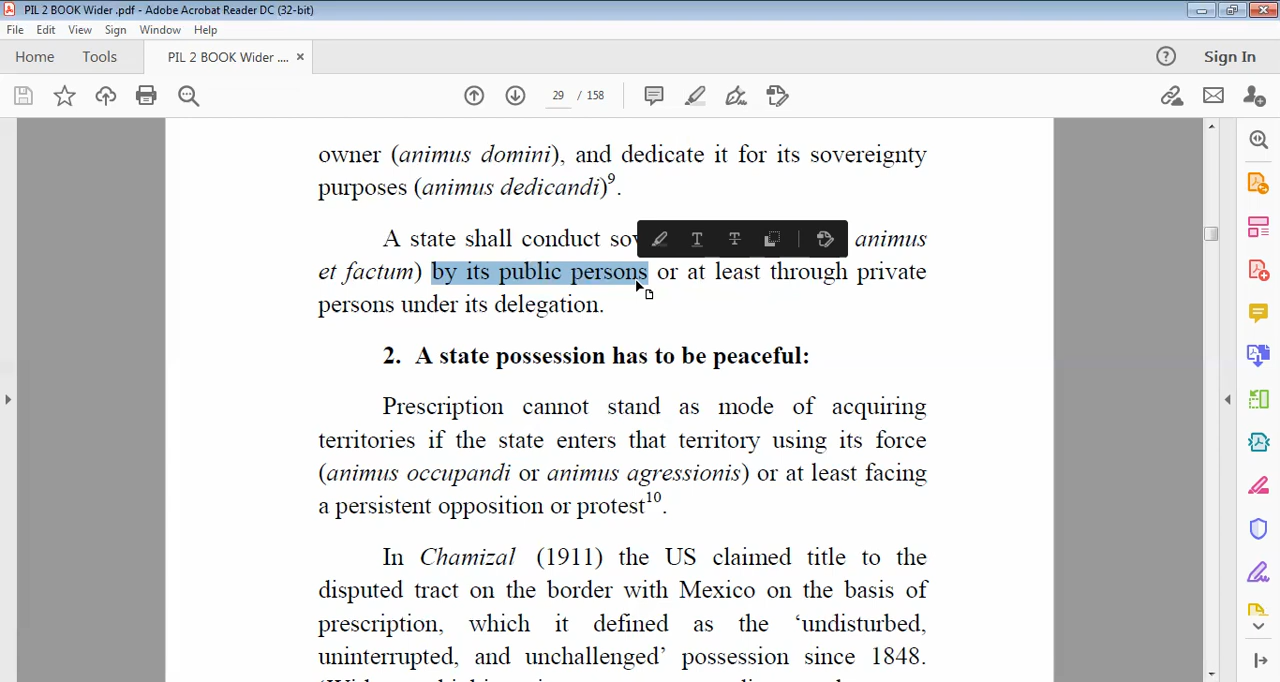 PIL 2 BOOK Wider .pdf - Adobe Acrobat Reader DC (32-bit)
File Edit View Sign Window Help
Home Tools PIL 2 BOOK Wider .... × Sign In
29 / 158
owner (animus domini), and dedicate it for its sovereignty
purposes (animus dedicandi)9.
A state shall conduct animus
et factum) by its public persons or at least through private
persons under its delegation.
2. A state possession has to be peaceful:
Prescription cannot stand as mode of acquiring
territories if the state enters that territory using its force
(animus occupandi or animus agressionis) or at least facing
a persistent opposition or protest10.
In Chamizal (1911) the US claimed title to the
disputed tract on the border with Mexico on the basis of
prescription, which it defined as the ‘undisturbed,
uninterrupted, and unchallenged’ possession since 1848.